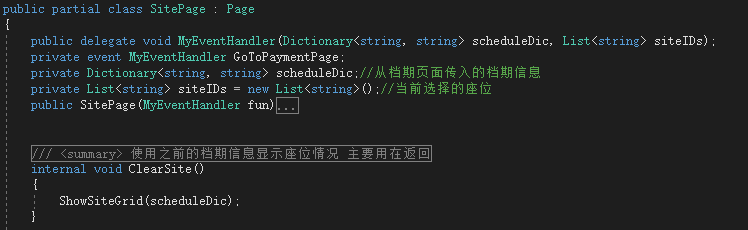 public partial class SitePage : Page
{
public delegate void MyEventHandler(Dictionary<string, string> scheduleDic, List<string> siteIDs);
private event MyEventHandler GoToPaymentPage;
private Dictionary<string, string> scheduleDic;//从档期页面传入的档期信息
private List<string> siteIDs = new List<string>();//当前选择的座位
public SitePage(MyEventHandler fun)...
/// <summary> 使用之前的档期信息显示座位情况 主要用在返回
internal void ClearSite()
{
ShowSiteGrid(scheduleDic);
}